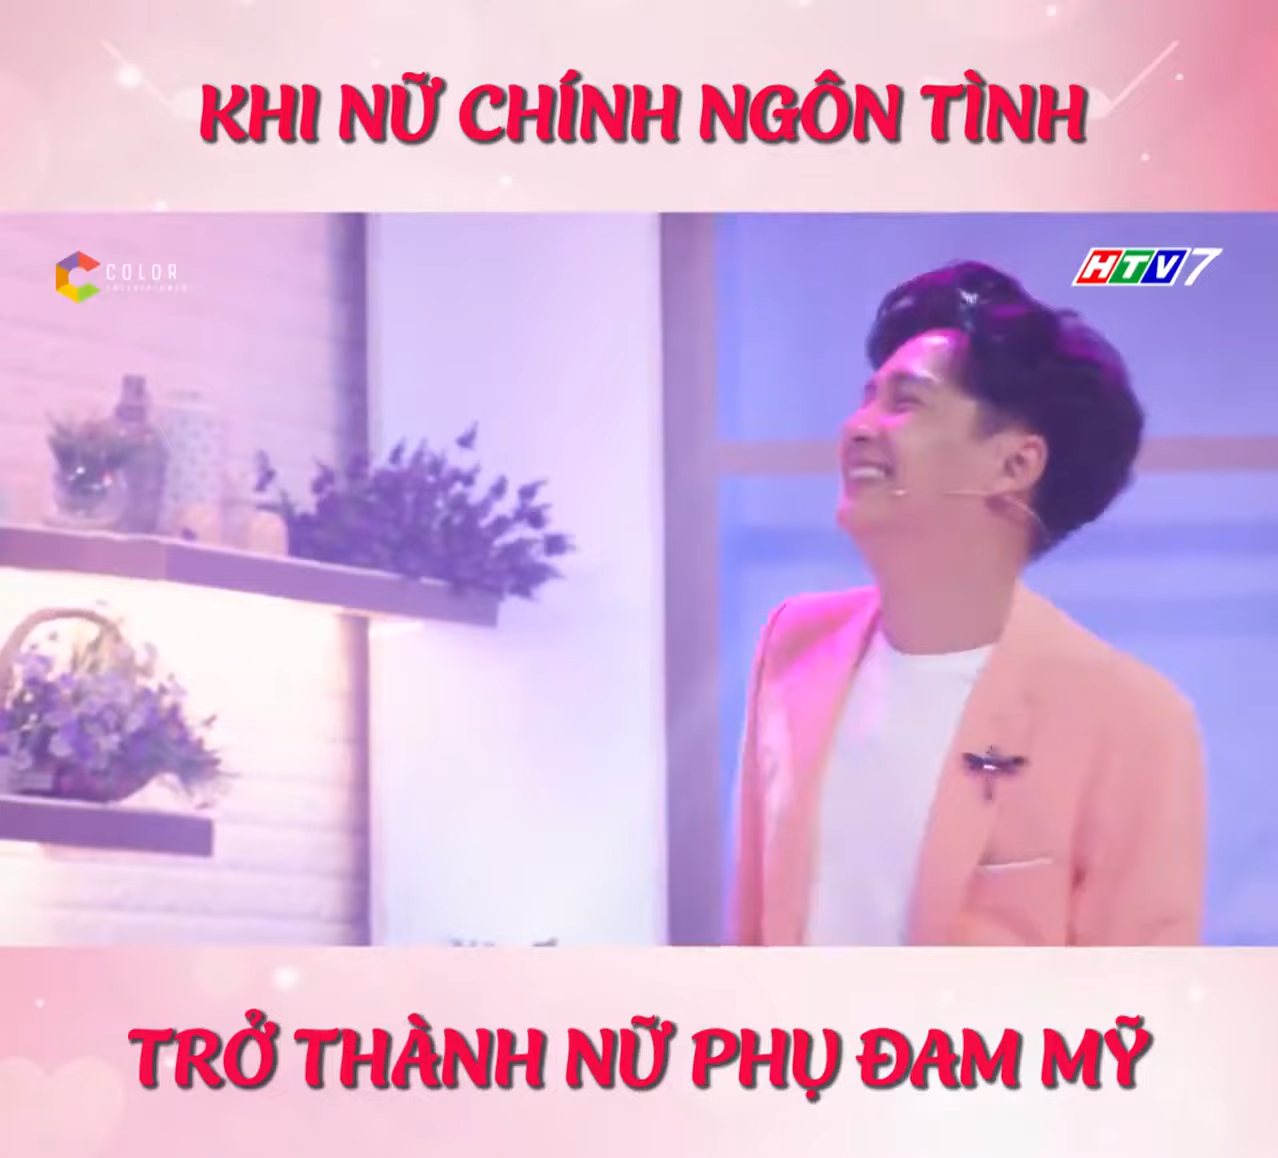 KHI NỮ CHÍNH NGÔN TÌNH
COLOR
HTV7
TRỞ THÀNH NỮ PHỤ ĐAM MỸ